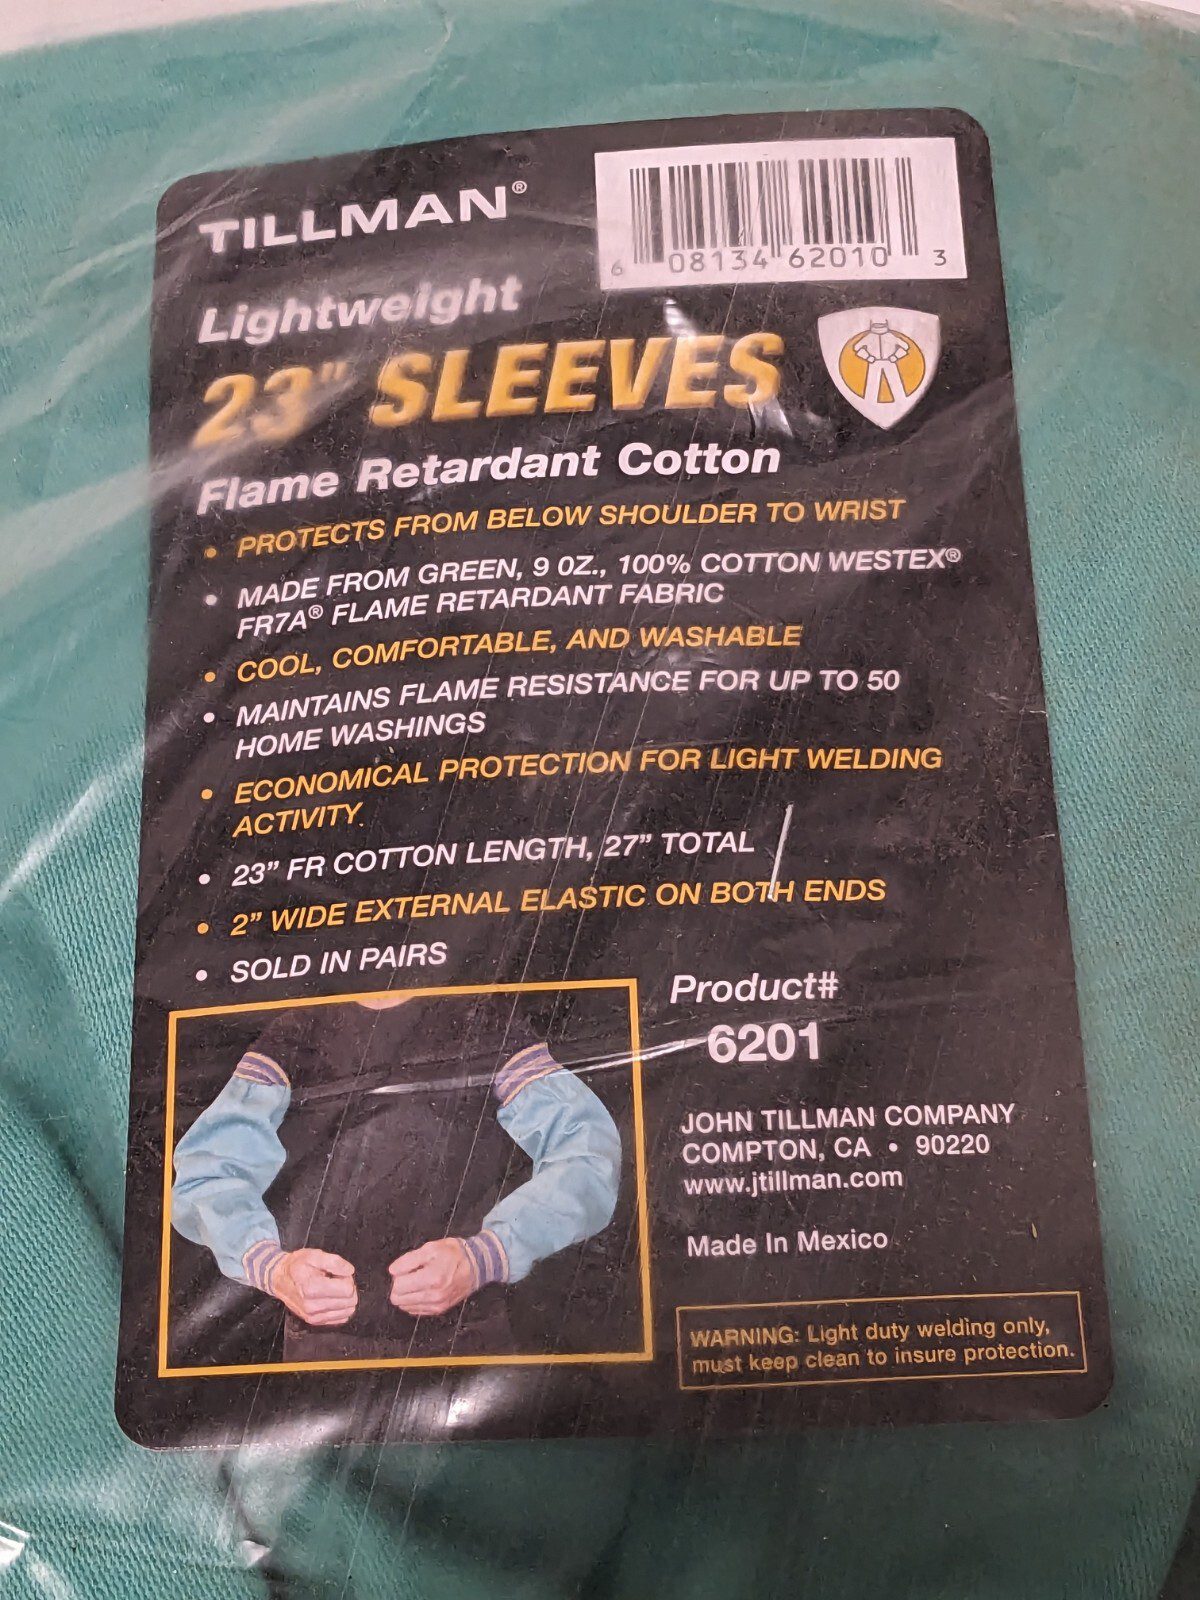 TILLMAN®
6 08134 62010 3
Lightweight
23" SLEEVES
Flame Retardant Cotton
• PROTECTS FROM BELOW SHOULDER TO WRIST
• MADE FROM GREEN, 9 OZ., 100% COTTON WESTEX®
FR7A® FLAME RETARDANT FABRIC
• COOL, COMFORTABLE, AND WASHABLE
• MAINTAINS FLAME RESISTANCE FOR UP TO 50
HOME WASHINGS
• ECONOMICAL PROTECTION FOR LIGHT WELDING
ACTIVITY.
• 23” FR COTTON LENGTH, 27” TOTAL
• 2” WIDE EXTERNAL ELASTIC ON BOTH ENDS
• SOLD IN PAIRS
Product#
6201
JOHN TILLMAN COMPANY
COMPTON, CA • 90220
www.jtillman.com
Made In Mexico
WARNING: Light duty welding only,
must keep clean to insure protection.